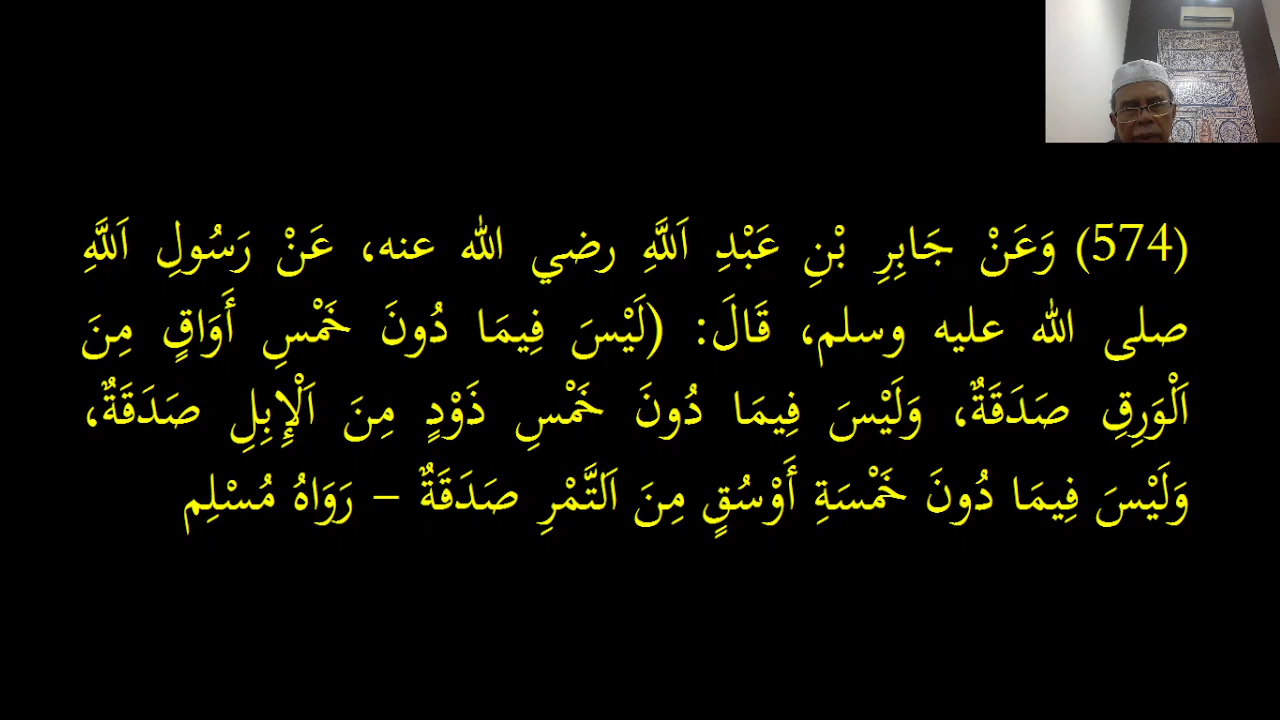 (574) وَعَنْ جَابِرِ بْنِ عَبْدِ اَللَّهِ رضي الله عنه، عَنْ رَسُولِ اَللَّهِ
صلى الله عليه وسلم، قَالَ: (لَيْسَ فِيمَا دُونَ خَمْسِ أَوَاقٍ مِنَ
اَلْوَرِقِ صَدَقَةٌ، وَلَيْسَ فِيمَا دُونَ خَمْسِ ذَوْدٍ مِنَ اَلْإِبِلِ صَدَقَةٌ،
وَلَيْسَ فِيمَا دُونَ خَمْسَةِ أَوْسُقٍ مِنَ اَلتَّمْرِ صَدَقَةٌ – رَوَاهُ مُسْلِم